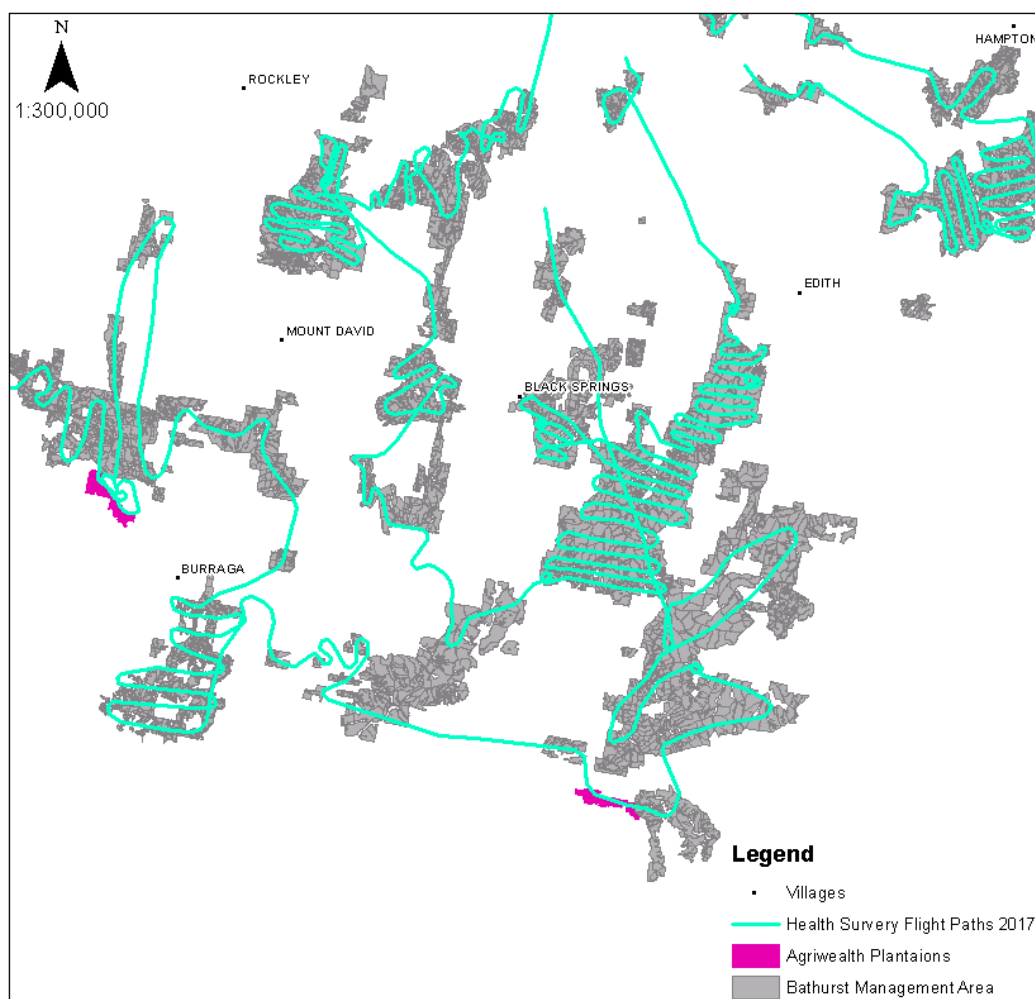 N
1:300,000
HAMPTON
ROCKLEY
EDITH
MOUNT DAVID
BLACK SPRINGS
BURRAGA
Legend
Villages
Health Survery Flight Paths 2017
Agriwealth Plantaions
Bathurst Management Area